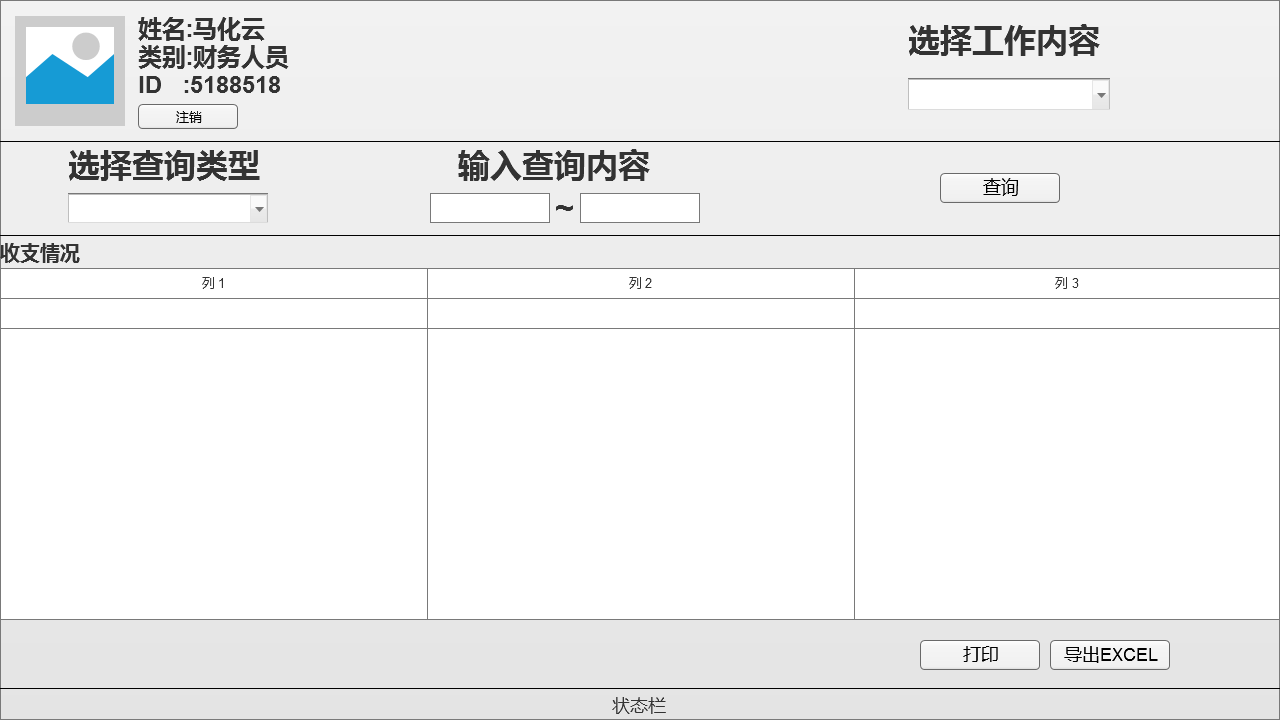 姓名:马化云
类别:财务人员
ID :5188518
注销
选择工作内容
选择查询类型
输入查询内容
~
查询
收支情况
列 1
列 2
列 3
打印
导出EXCEL
状态栏